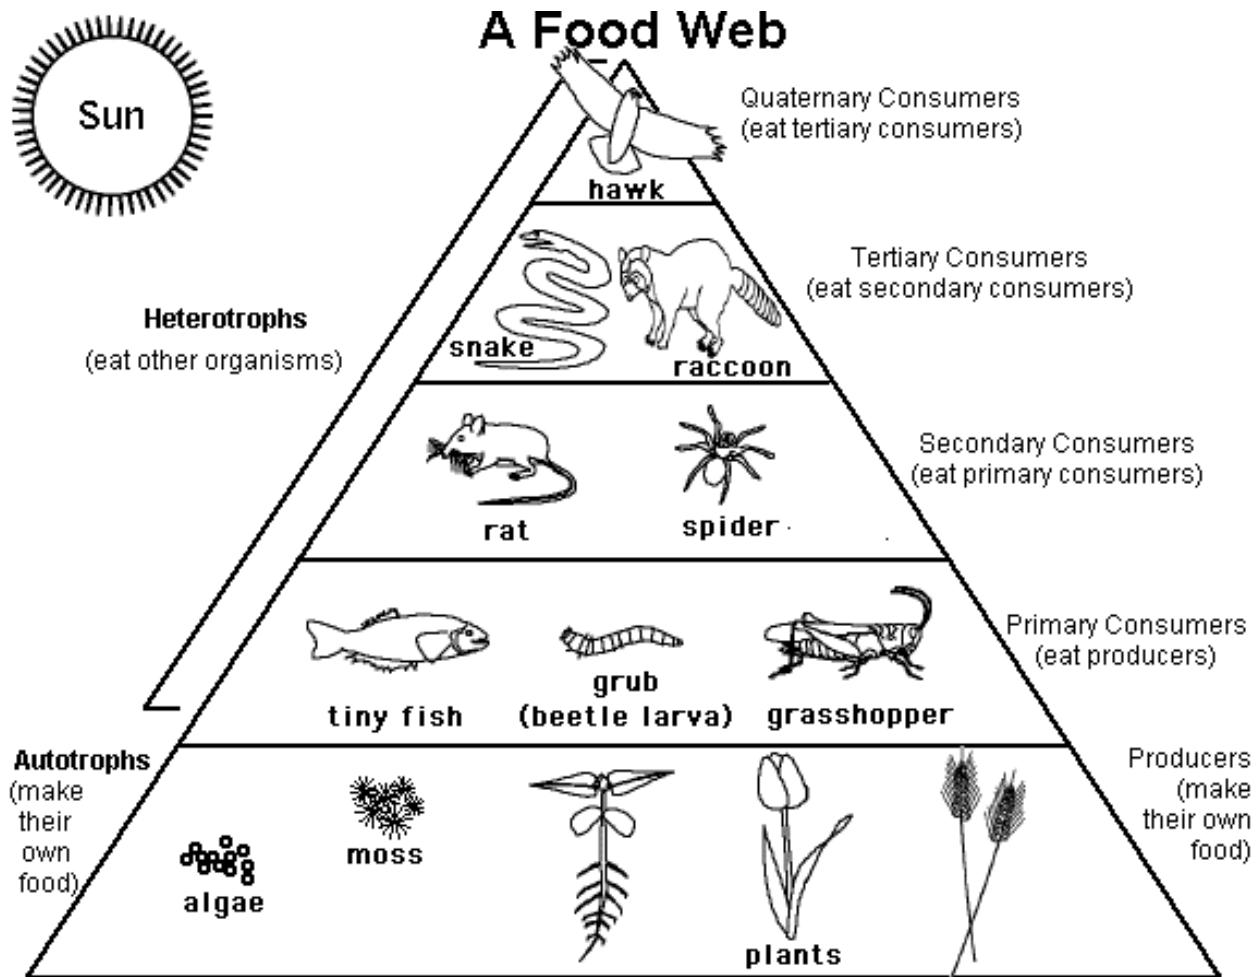 A Food Web
Sun
Quaternary Consumers
(eat tertiary consumers)
hawk
Tertiary Consumers
(eat secondary consumers)
Heterotrophs
(eat other organisms)
snake
raccoon
Secondary Consumers
(eat primary consumers)
rat
spider
Primary Consumers
(eat producers)
tiny fish
grub
(beetle larva)
grasshopper
Autotrophs
(make
their
own
food)
Producers
(make
their own
food)
algae
moss
plants